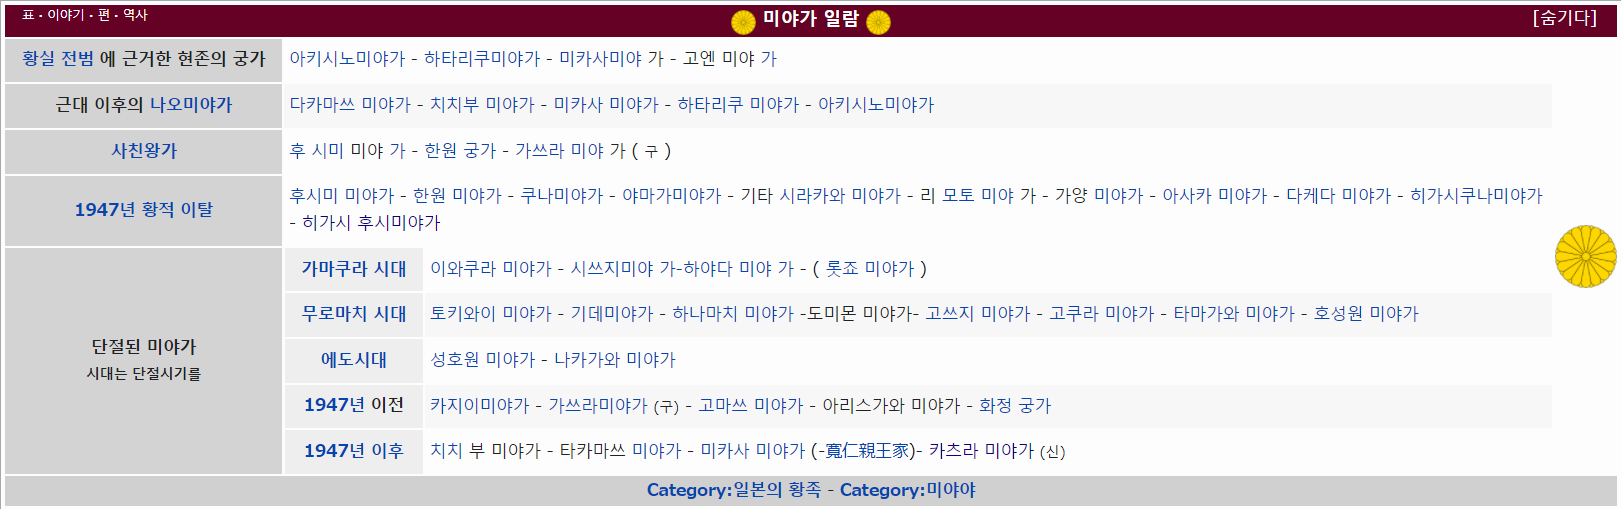 표 · 이야기 · 편 · 역사 미야가 일람 [숨기다]
황실 전범 에 근거한 현존의 궁가 아키시노미야가 - 하타리쿠미야가 - 미카사미야 가 - 고엔 미야 가
근대 이후의 나오미야가 다카마쓰 미야가 - 치치부 미야가 - 미카사 미야가 - 하타리쿠 미야가 - 아키시노미야가
사친왕가 후 시미 미야 가 - 한원 궁가 - 가쓰라 미야 가 ( 구 )
1947년 황적 이탈 후시미 미야가 - 한원 미야가 - 쿠나미야가 - 야마가미야가 - 기타 시라카와 미야가 - 리 모토 미야 가 - 가양 미야가 - 아사카 미야가 - 다케다 미야가 - 히가시쿠나미야가
- 히가시 후시미야가
단절된 미야가
시대는 단절시기를
가마쿠라 시대 이와쿠라 미야가 - 시쓰지미야 가-하야다 미야 가 - ( 롯죠 미야가 )
무로마치 시대 토키와이 미야가 - 기데미야가 - 하나마치 미야가 -도미몬 미야가- 고쓰지 미야가 - 고쿠라 미야가 - 타마가와 미야가 - 호성원 미야가
에도시대 성호원 미야가 - 나카가와 미야가
1947년 이전 카지이미야가 - 가쓰라미야가 (구) - 고마쓰 미야가 - 아리스가와 미야가 - 화정 궁가
1947년 이후 치치 부 미야가 - 타카마쓰 미야가 - 미카사 미야가 (-寬仁親王家)- 카츠라 미야가 (신)
Category:일본의 황족 - Category:미야야